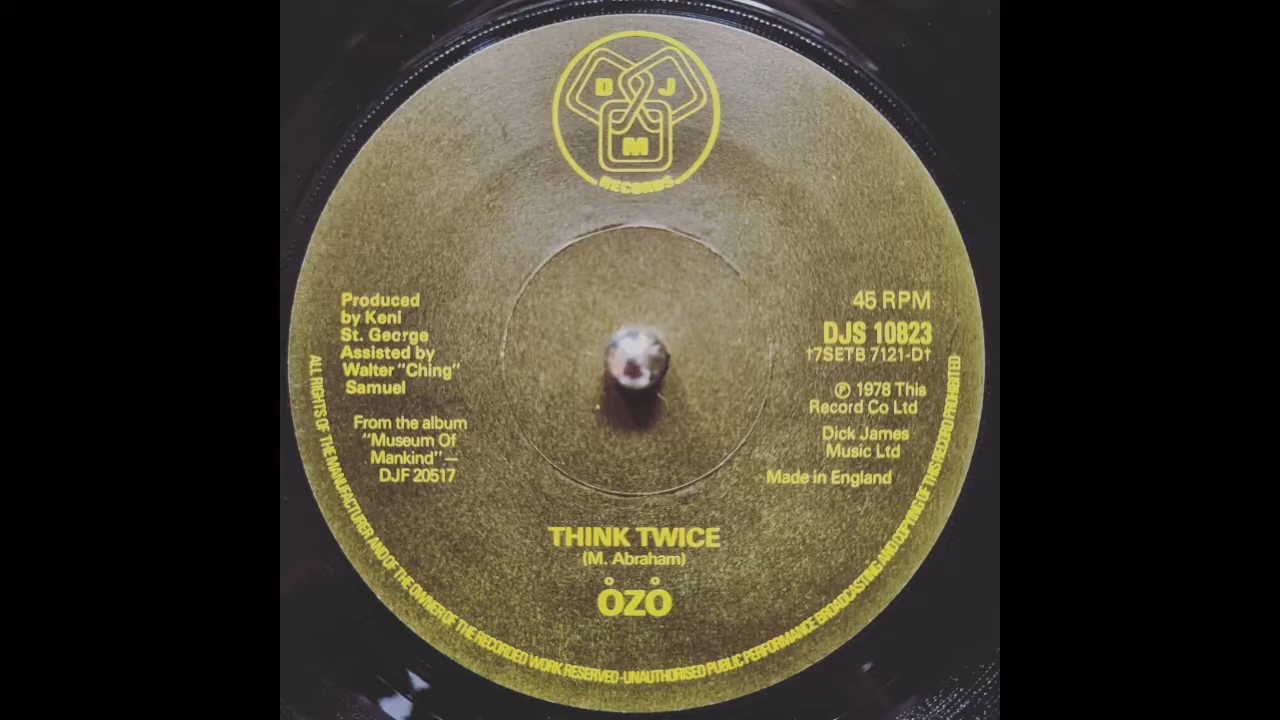 D J
M
RECORDS
Produced
by Keni
St. George
Assisted by
Walter "Ching"
Samuel
From the album
"Museum Of
Mankind"—
DJF 20517
45 RPM
DJS 10823
†7SETB 7121-D†
℗ 1978 This
Record Co Ltd
Dick James
Music Ltd
Made in England
THINK TWICE
(M. Abraham)
O̊ZO̊
ALL RIGHTS OF THE MANUFACTURER AND OF THE OWNER OF THE RECORDED WORK RESERVED-UNAUTHORISED PUBLIC PERFORMANCE BROADCASTING AND COPYING OF THIS RECORD PROHIBITED